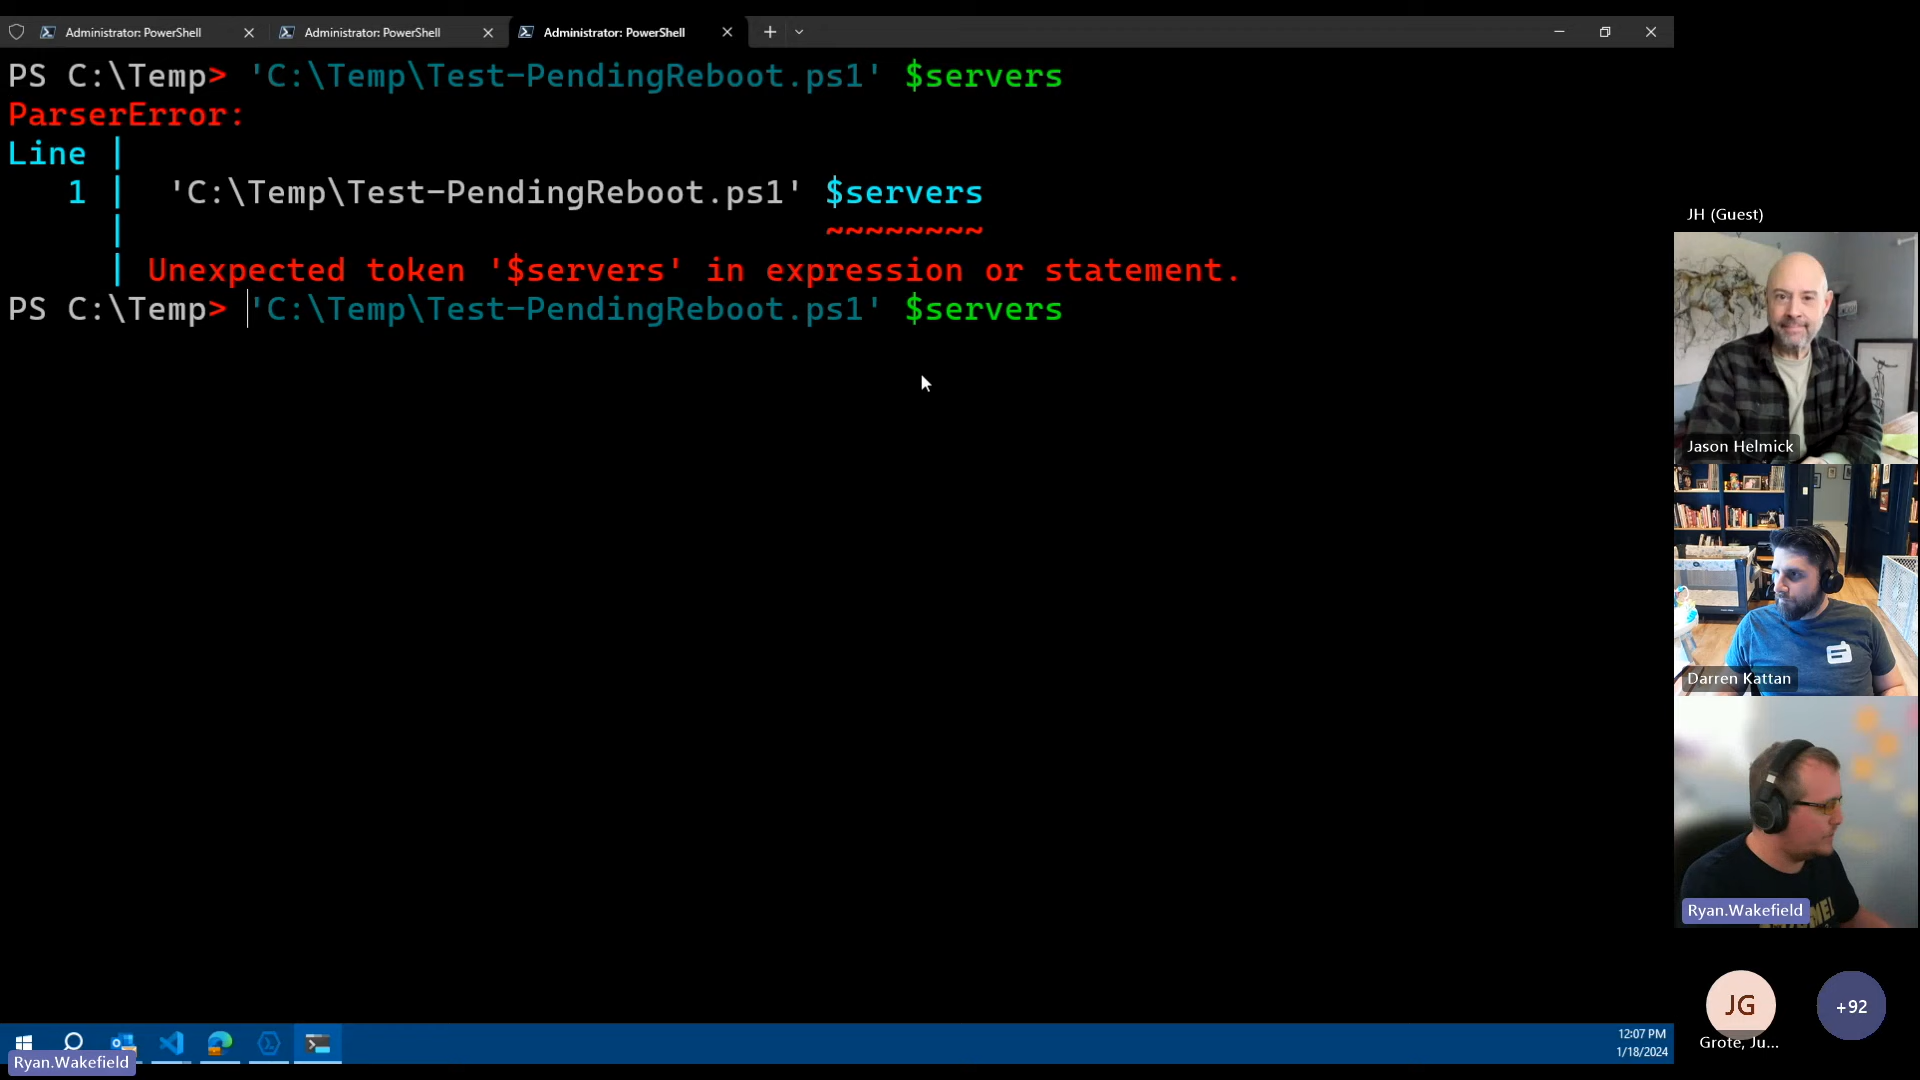 Administrator: PowerShell
Administrator: PowerShell
Administrator: PowerShell
PS C:\Temp> 'C:\Temp\Test-PendingReboot.ps1' $servers
ParserError:
Line |
1 | 'C:\Temp\Test-PendingReboot.ps1' $servers
| ~~~~~~~~
| Unexpected token '$servers' in expression or statement.
PS C:\Temp> 'C:\Temp\Test-PendingReboot.ps1' $servers
JH (Guest)
Jason Helmick
Darren Kattan
Ryan.Wakefield
JG
+92
Grote, Ju...
12:07 PM
1/18/2024
Ryan.Wakefield